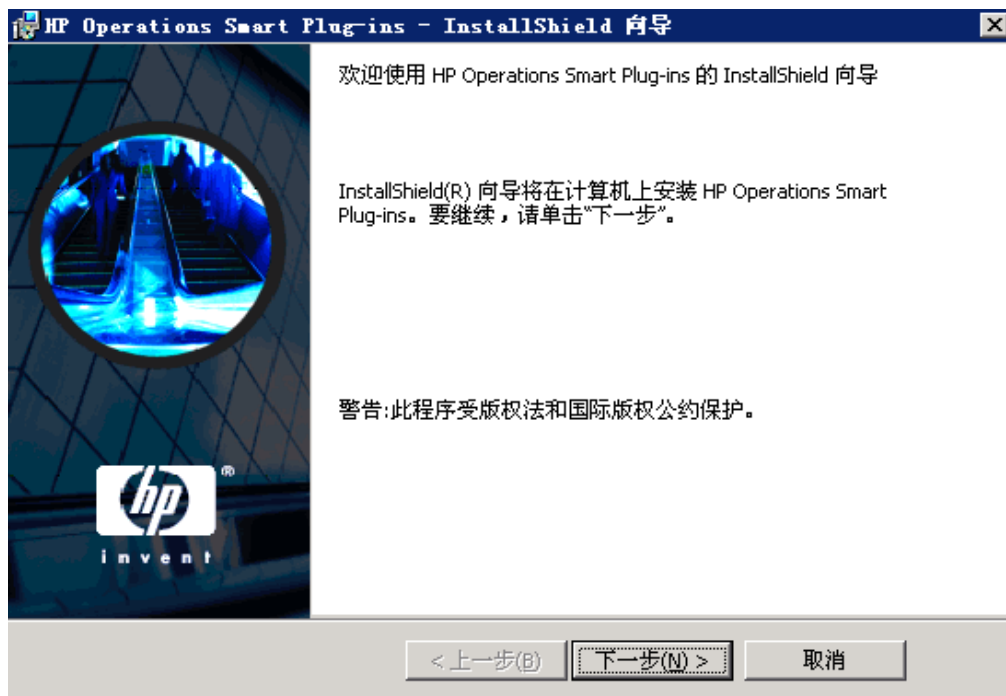 HP Operations Smart Plug-ins - InstallShield 向导
欢迎使用 HP Operations Smart Plug-ins 的 InstallShield 向导
InstallShield(R) 向导将在计算机上安装 HP Operations Smart
Plug-ins。要继续，请单击“下一步”。
警告:此程序受版权法和国际版权公约保护。
hp ®
invent
< 上一步(B)
下一步(N) >
取消